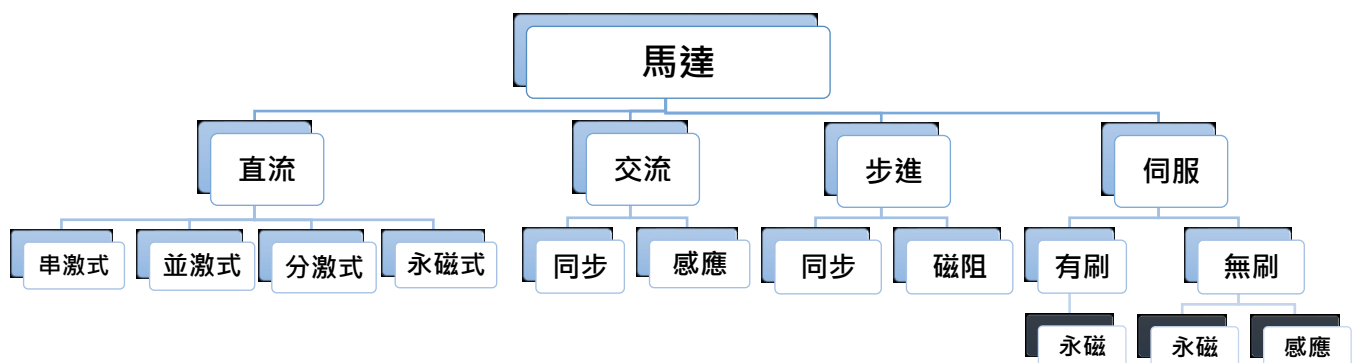 馬達
直流
交流
步進
伺服
串激式
並激式
分激式
永磁式
同步
感應
同步
磁阻
有刷
無刷
永磁
永磁
感應